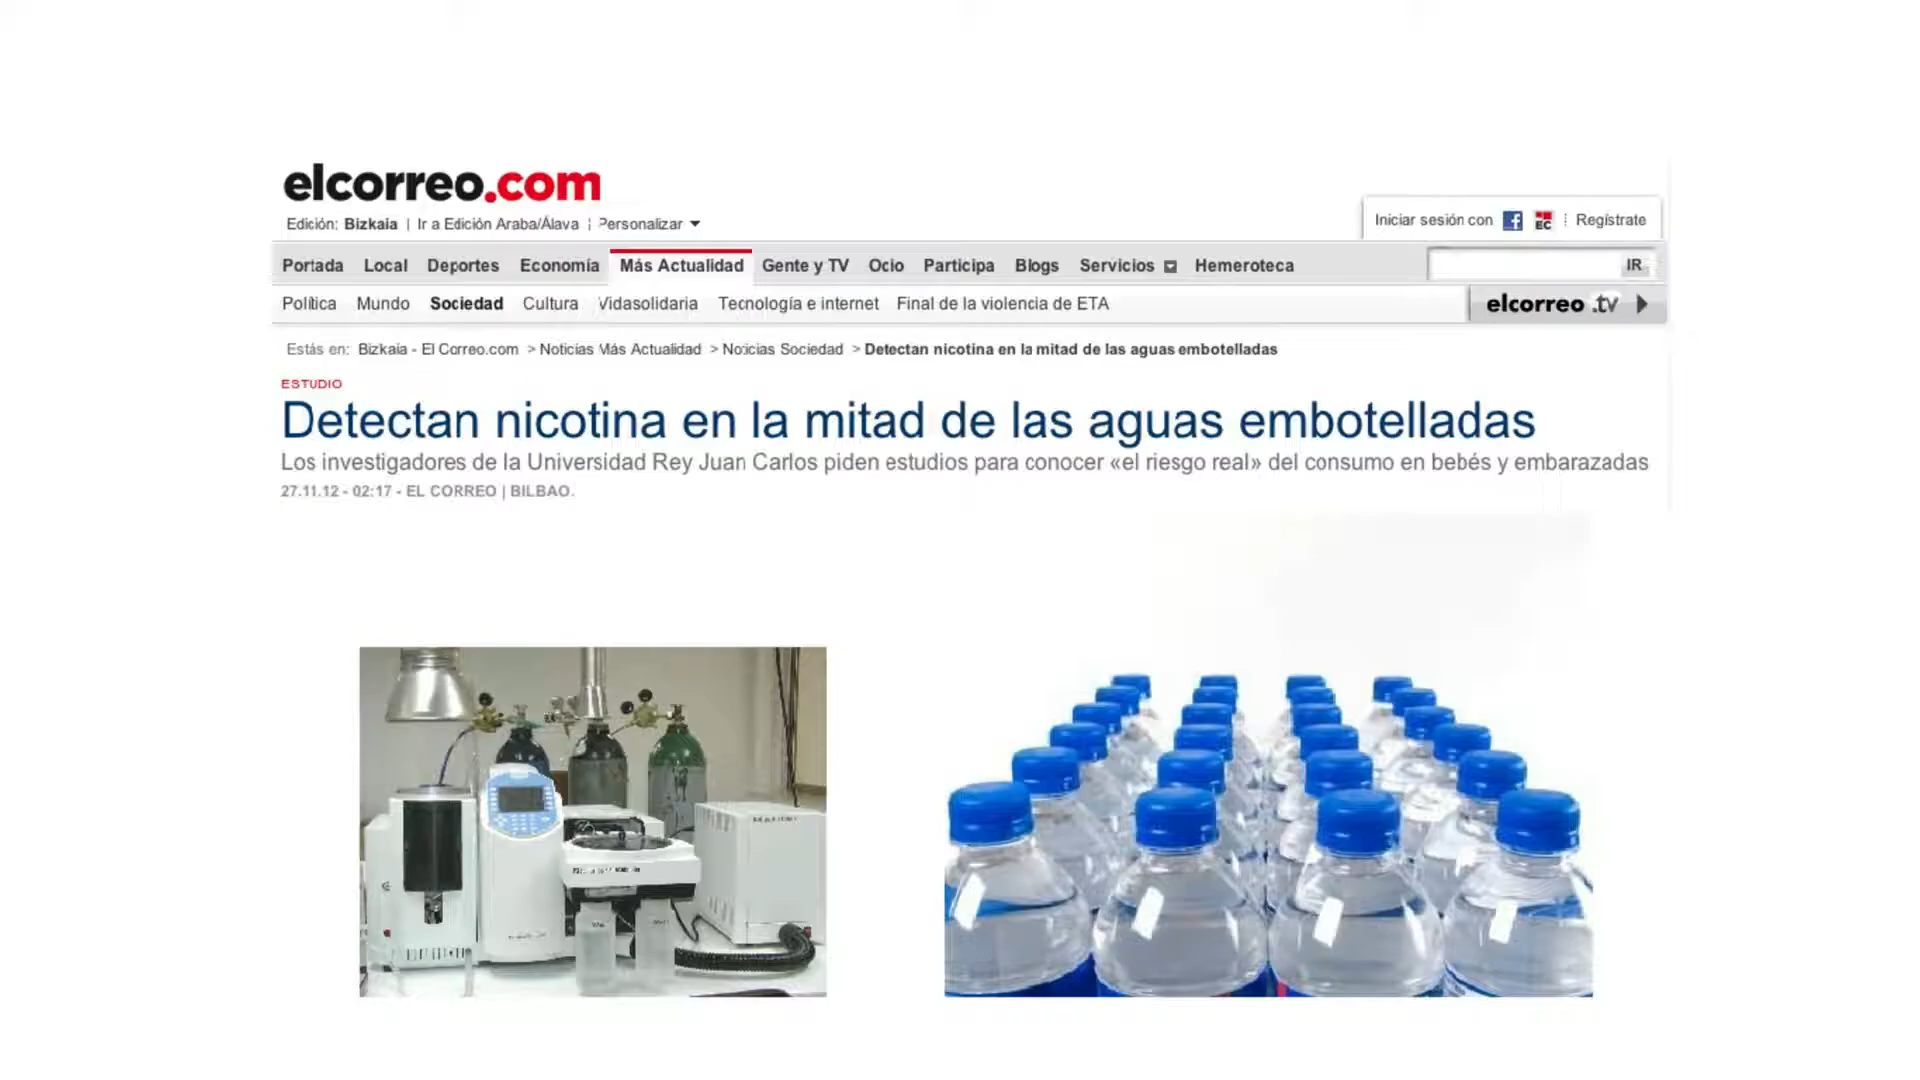 elcorreo.com
Edición: Bizkaia | Ir a Edición Araba/Álava | Personalizar
Iniciar sesión con EC Regístrate
Portada Local Deportes Economía Más Actualidad Gente y TV Ocio Participa Blogs Servicios Hemeroteca IR
Política Mundo Sociedad Cultura Vidasolidaria Tecnología e internet Final de la violencia de ETA elcorreo.tv
Estás en: Bizkaia - El Correo.com > Noticias Más Actualidad > Noticias Sociedad > Detectan nicotina en la mitad de las aguas embotelladas
ESTUDIO
Detectan nicotina en la mitad de las aguas embotelladas
Los investigadores de la Universidad Rey Juan Carlos piden estudios para conocer «el riesgo real» del consumo en bebés y embarazadas
27.11.12 - 02:17 - EL CORREO | BILBAO.